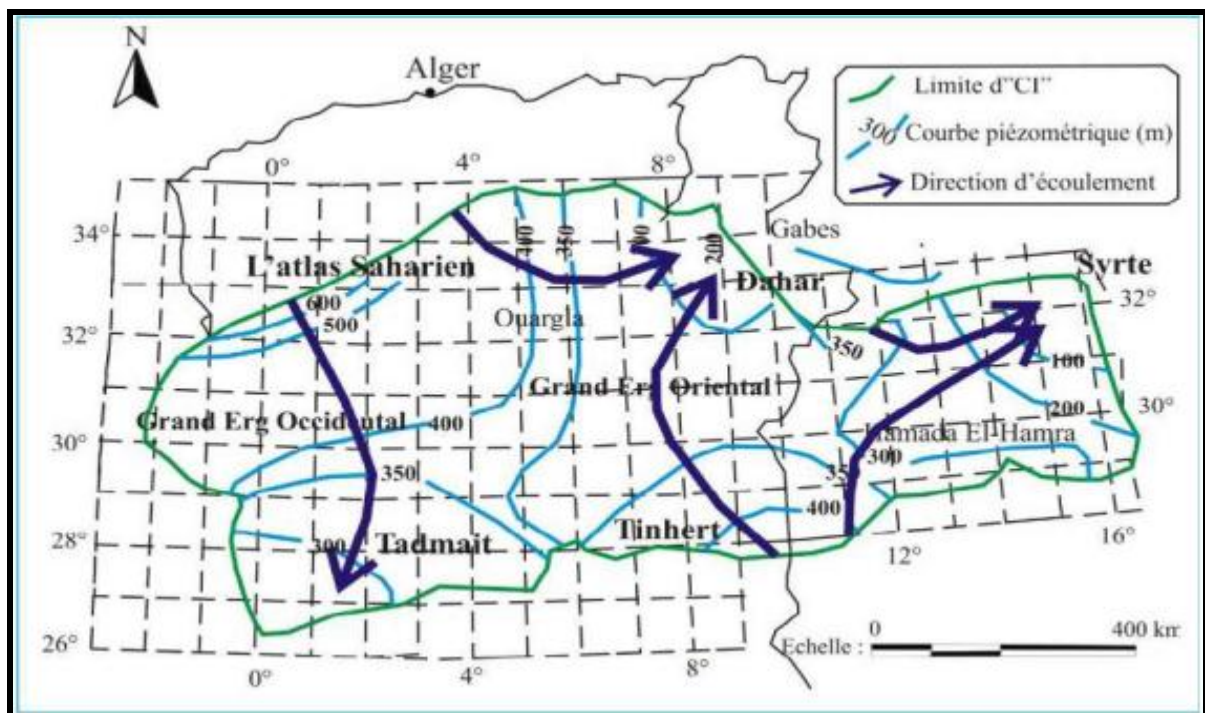 N
Alger
Limite d"CI"
300 Courbe piézométrique (m)
Direction d'écoulement
0° 4° 8°
34°
Gabes
400 350 200
L'atlas Saharien
Dahar
Syrte
600
500
32°
32°
Ouargla
350
100
Grand Erg Oriental
200
30°
Grand Erg Occidental
400
Hamada El-Hamra
30°
300
350
400
28°
300
Tadmait
Tinhert
12°
16°
26°
0° 4° 8°
Echelle :
0 400 km